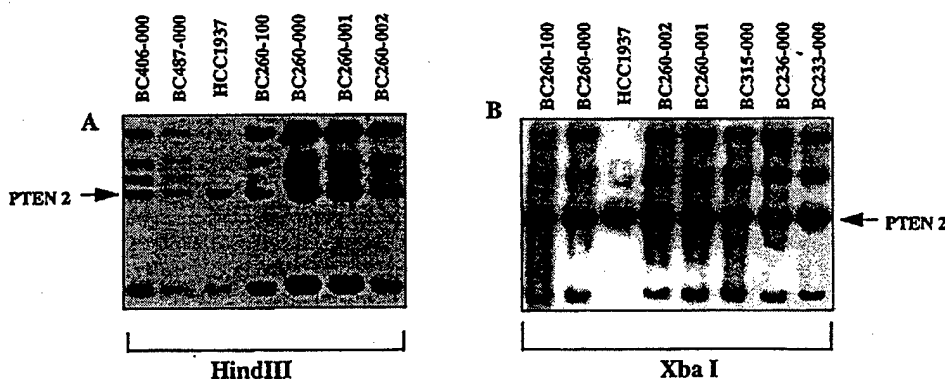 BC406-000
BC487-000
HCC1937
BC260-100
BC260-000
BC260-001
BC260-002
A
PTEN 2
HindIII
BC260-100
BC260-000
HCC1937
BC260-002
BC260-001
BC315-000
BC236-000
BC233-000
B
PTEN 2
Xba I